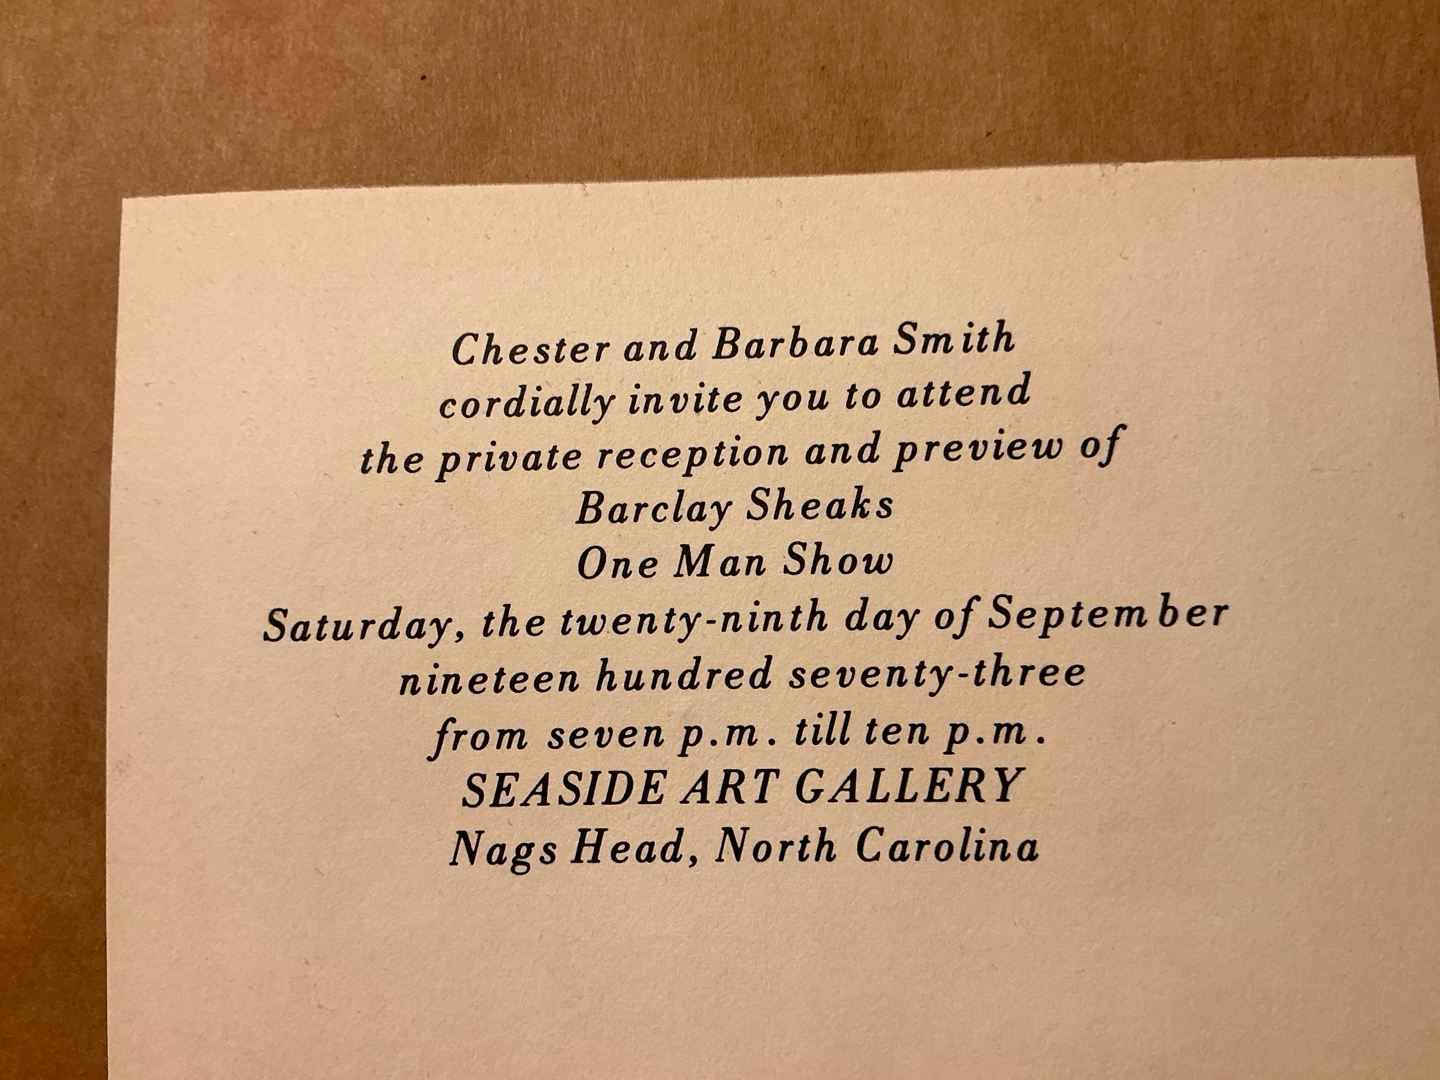 Chester and Barbara Smith
cordially invite you to attend
the private reception and preview of
Barclay Sheaks
One Man Show
Saturday, the twenty-ninth day of September
nineteen hundred seventy-three
from seven p.m. till ten p.m.
SEASIDE ART GALLERY
Nags Head, North Carolina